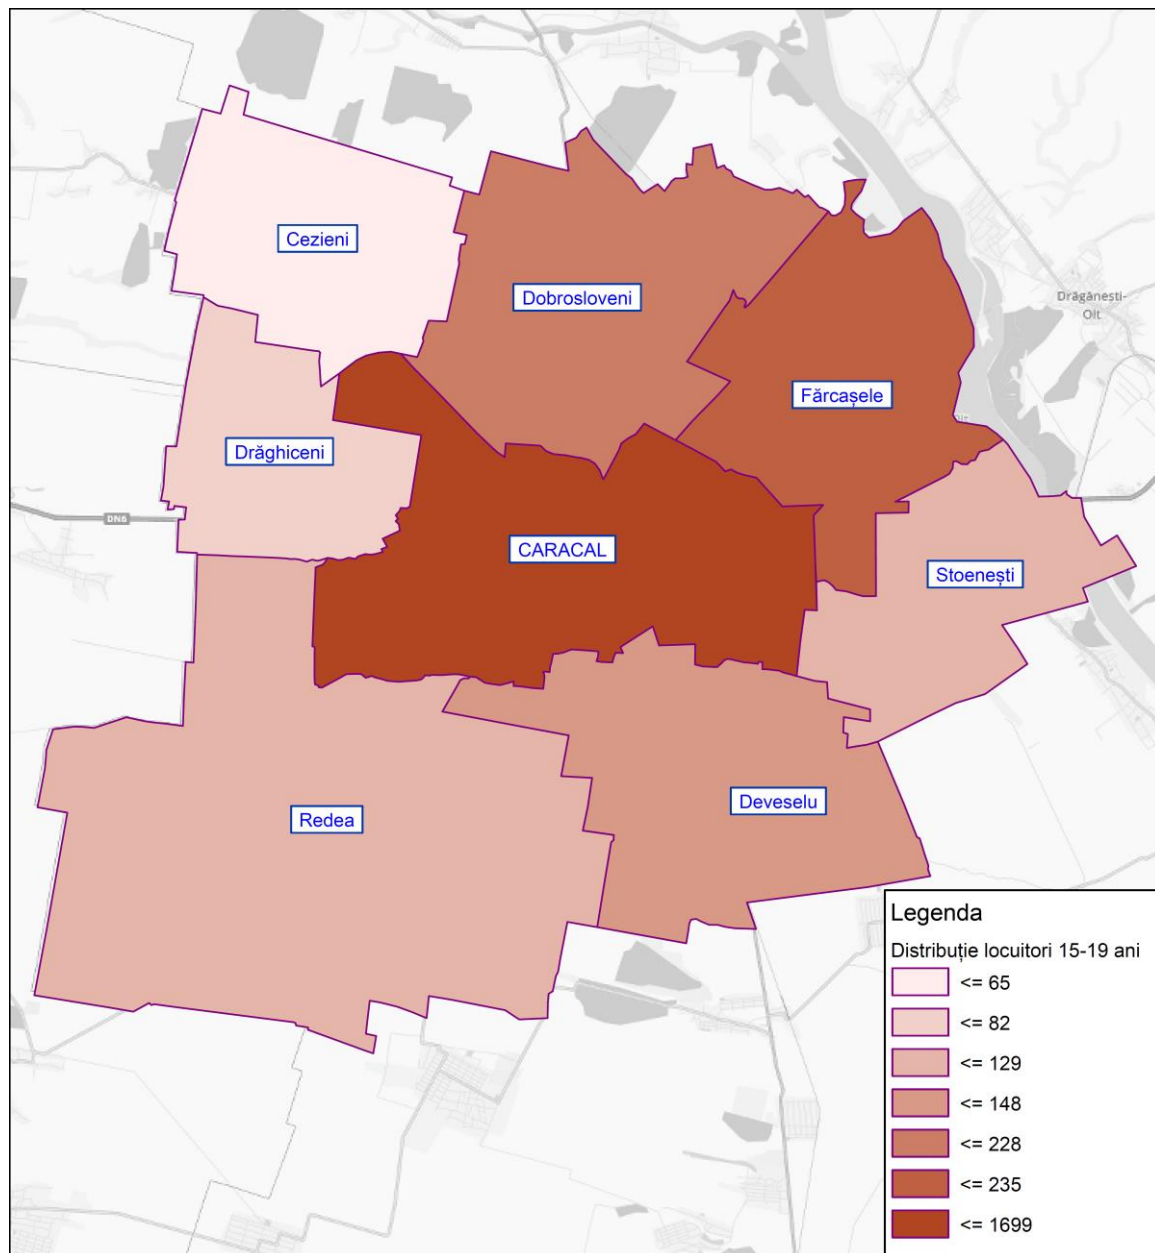 Cezieni
Dobrosloveni
Drăgănești-
Olt
Fărcașele
Drăghiceni
DN6
CARACAL
Stoenești
Redea
Deveselu
Legenda
Distribuție locuitori 15-19 ani
<= 65
<= 82
<= 129
<= 148
<= 228
<= 235
<= 1699